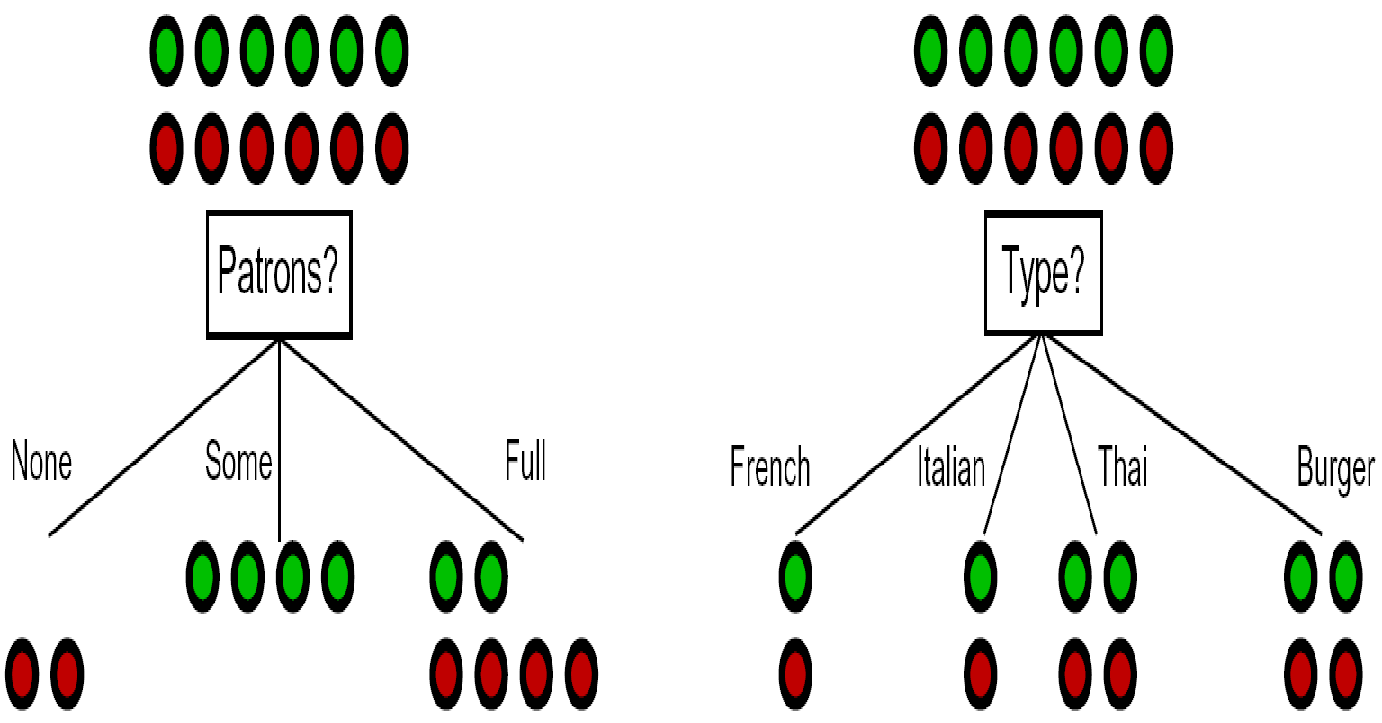 Patrons?
None
Some
Full
Type?
French
Italian
Thai
Burger